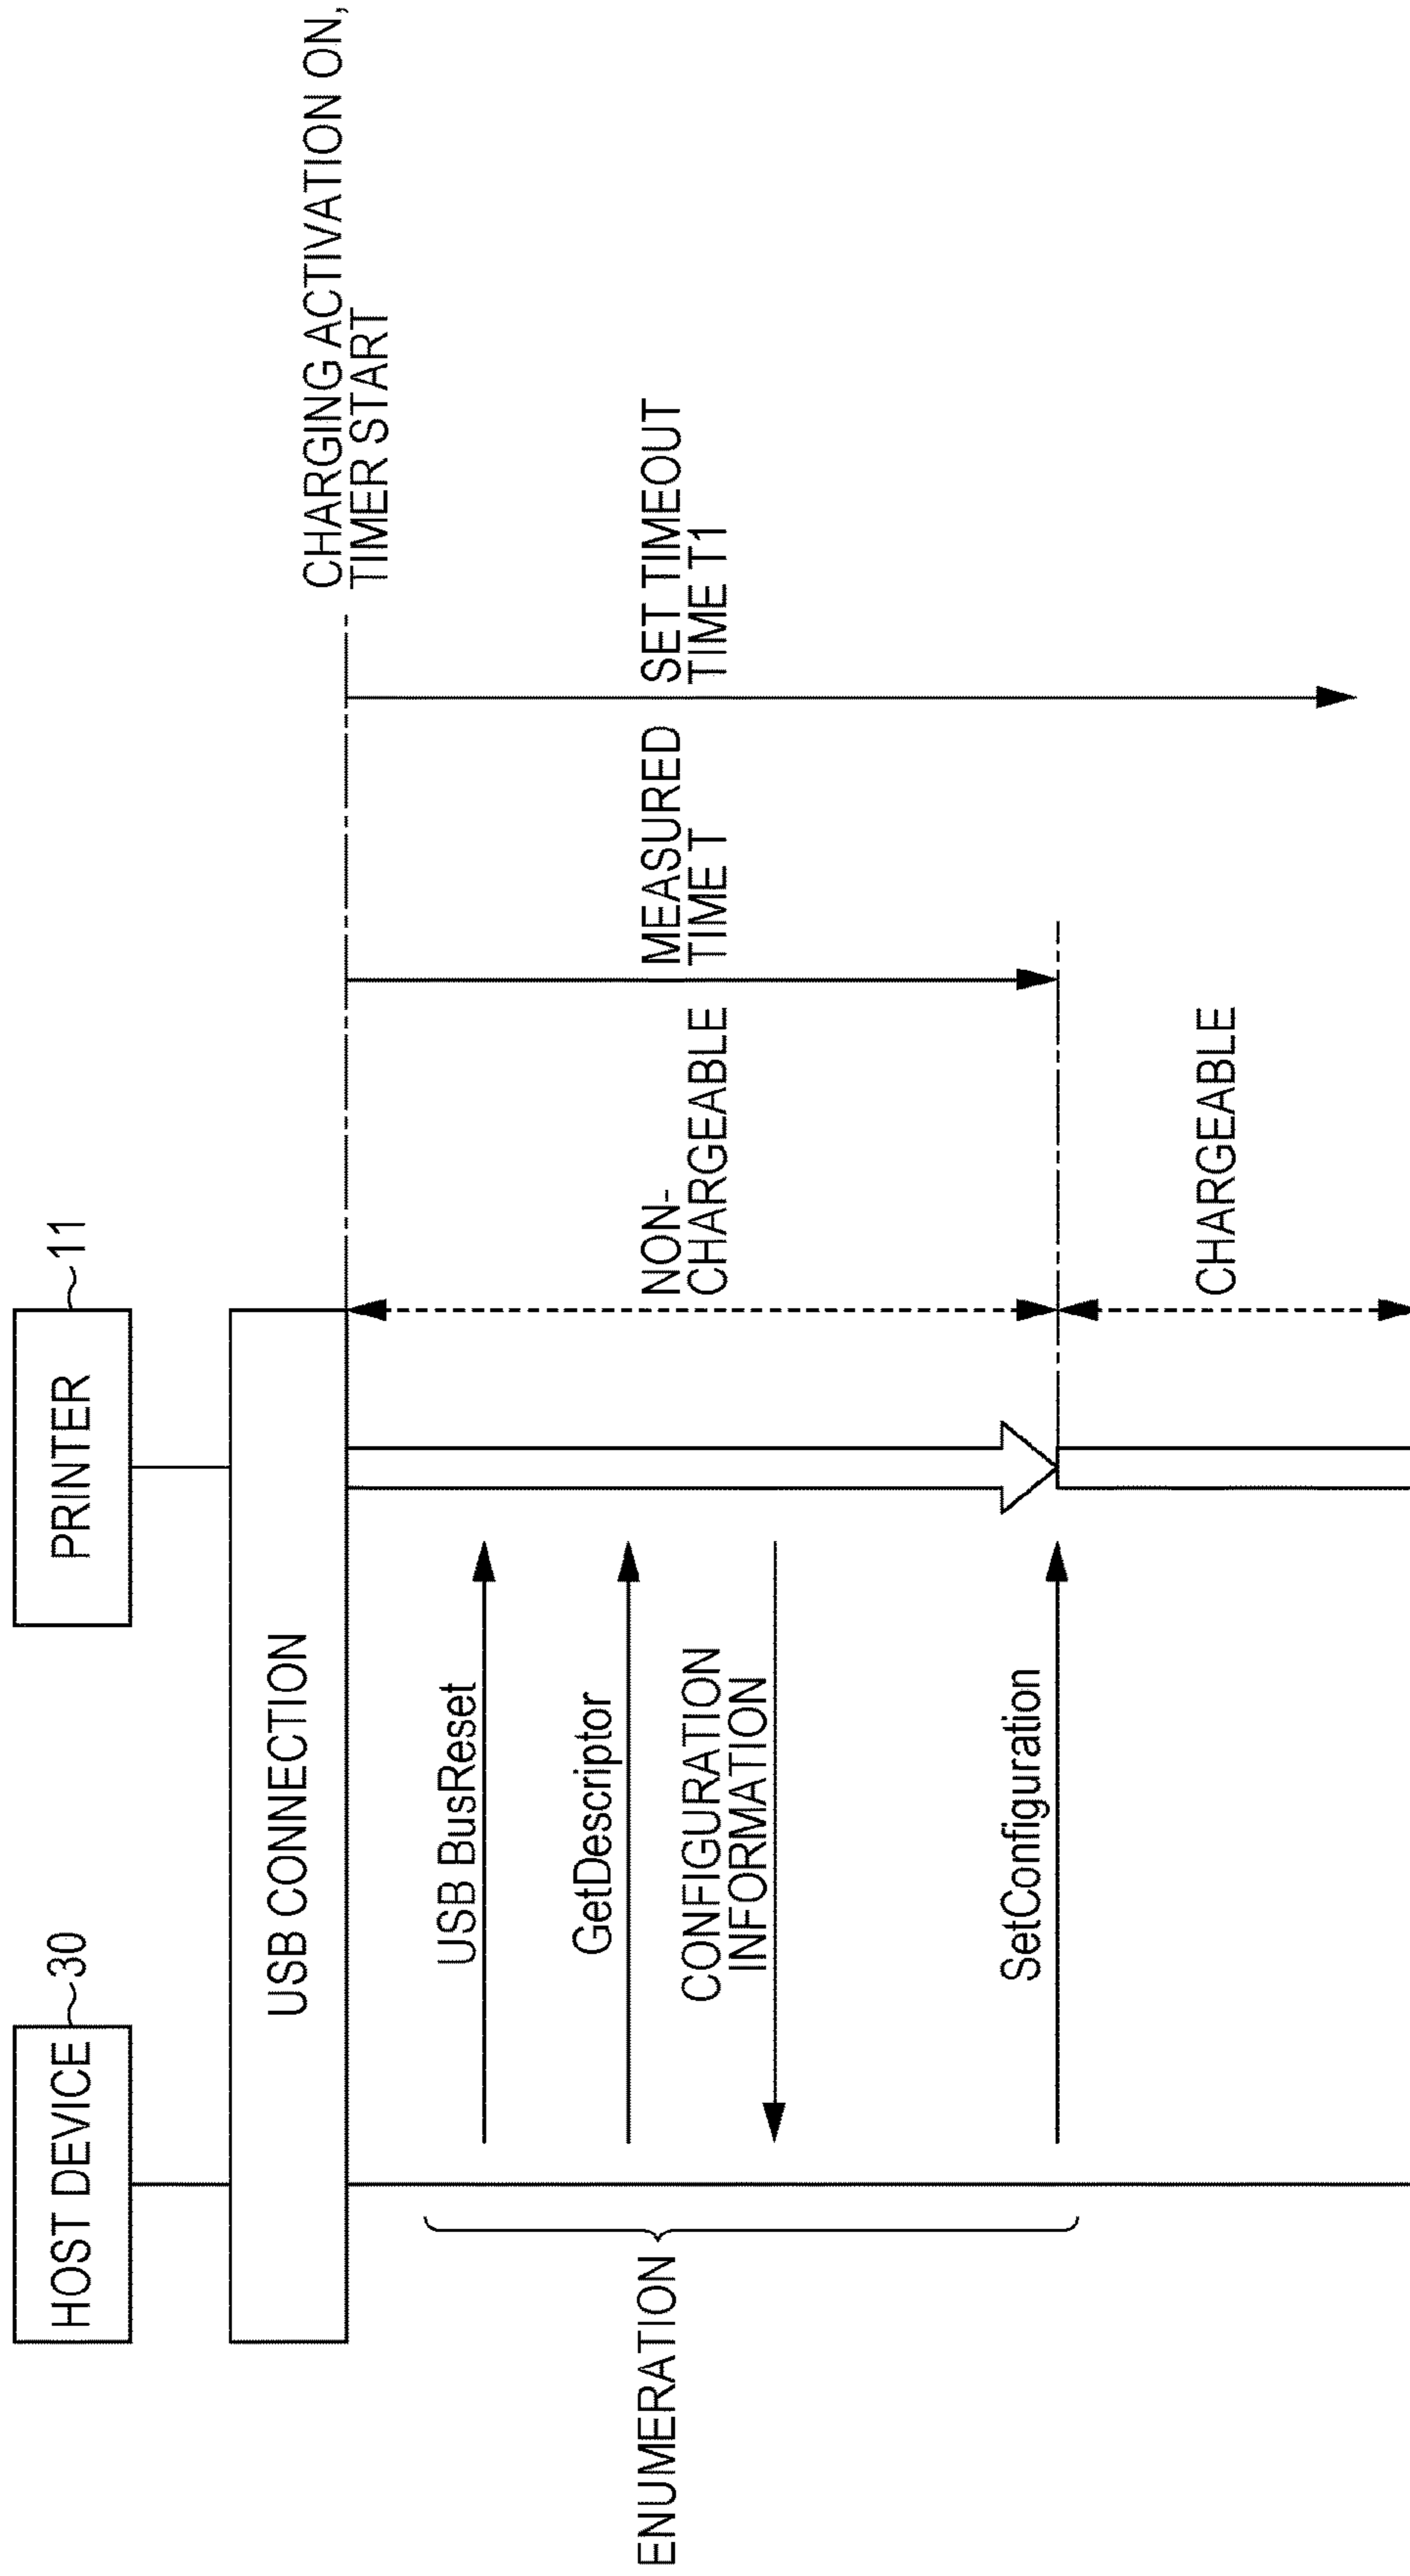 HOST DEVICE
30
PRINTER
11
USB CONNECTION
CHARGING ACTIVATION ON,
TIMER START
ENUMERATION
USB BusReset
GetDescriptor
CONFIGURATION
INFORMATION
SetConfiguration
NON-
CHARGEABLE
MEASURED
TIME T
SET TIMEOUT
TIME T1
CHARGEABLE